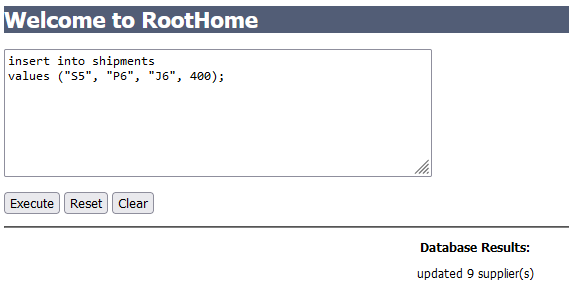 Welcome to RootHome
insert into shipments
values ("S5", "P6", "J6", 400);
Execute Reset Clear
Database Results:
updated 9 supplier(s)